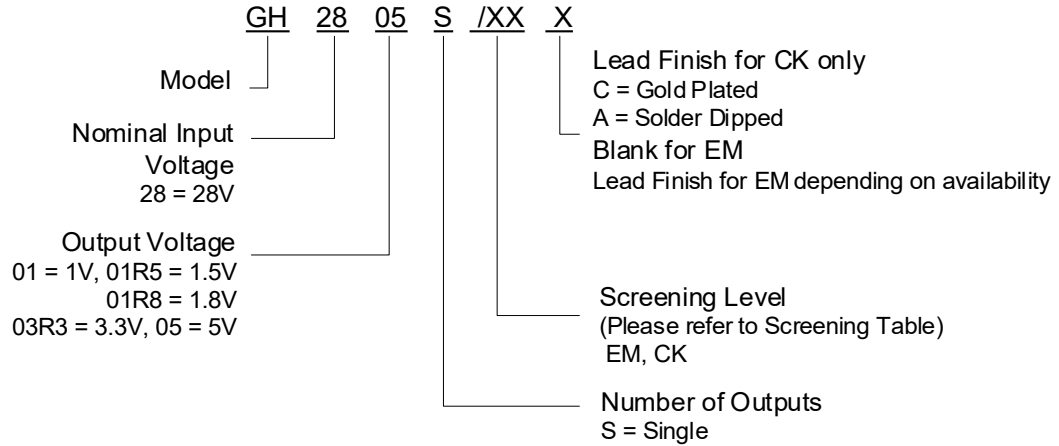 GH 28 05 S /XX X
Model
Nominal Input
Voltage
28 = 28V
Output Voltage
01 = 1V, 01R5 = 1.5V
01R8 = 1.8V
03R3 = 3.3V, 05 = 5V
Lead Finish for CK only
C = Gold Plated
A = Solder Dipped
Blank for EM
Lead Finish for EM depending on availability
Screening Level
(Please refer to Screening Table)
EM, CK
Number of Outputs
S = Single